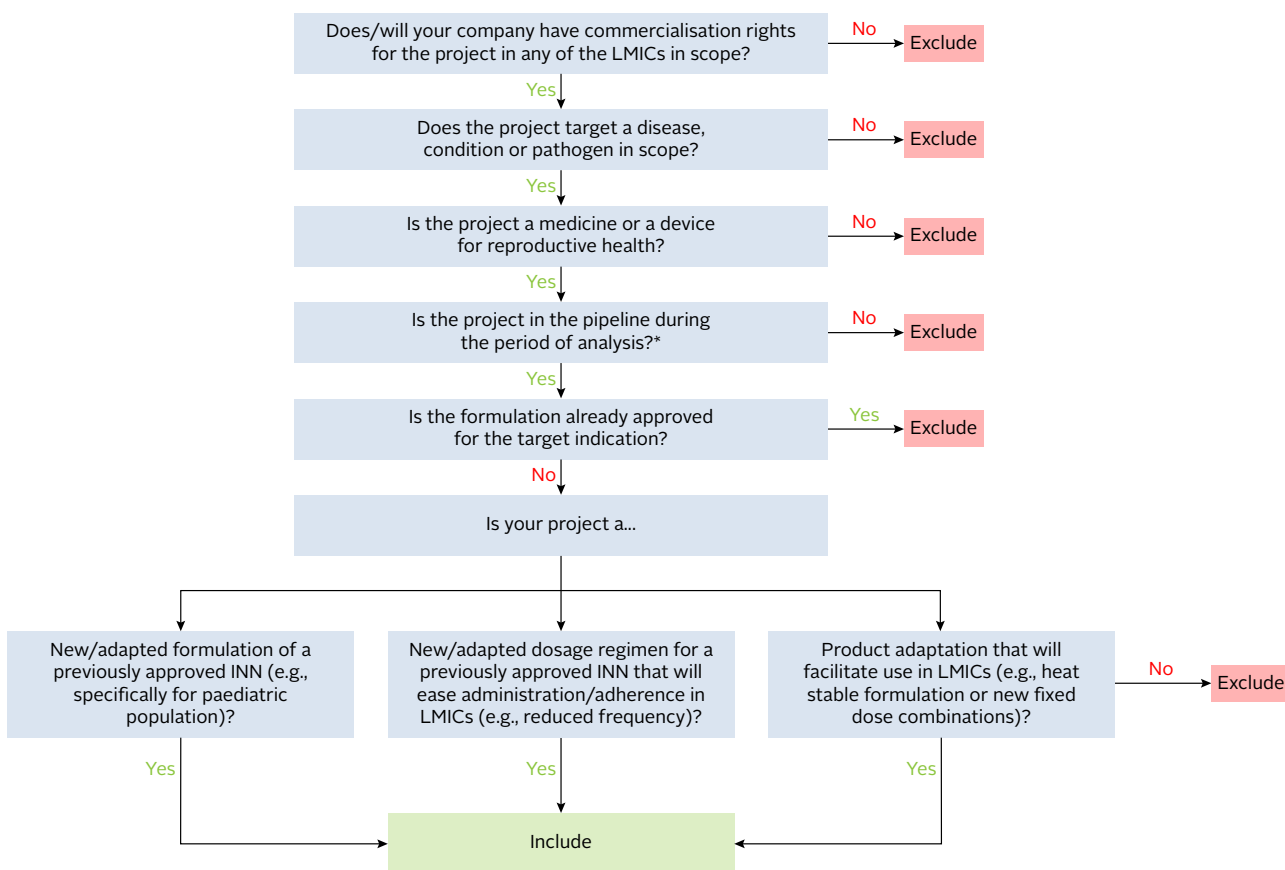 Does/will your company have commercialisation rights
for the project in any of the LMICs in scope?
No
Exclude
Yes
Does the project target a disease,
condition or pathogen in scope?
No
Exclude
Yes
Is the project a medicine or a device
for reproductive health?
No
Exclude
Yes
Is the project in the pipeline during
the period of analysis?*
No
Exclude
Yes
Is the formulation already approved
for the target indication?
Yes
Exclude
No
Is your project a...
New/adapted formulation of a
previously approved INN (e.g.,
specifically for paediatric
population)?
New/adapted dosage regimen for a
previously approved INN that will
ease administration/adherence in
LMICs (e.g., reduced frequency)?
Product adaptation that will
facilitate use in LMICs (e.g., heat
stable formulation or new fixed
dose combinations)?
No
Exclude
Yes
Yes
Yes
Include